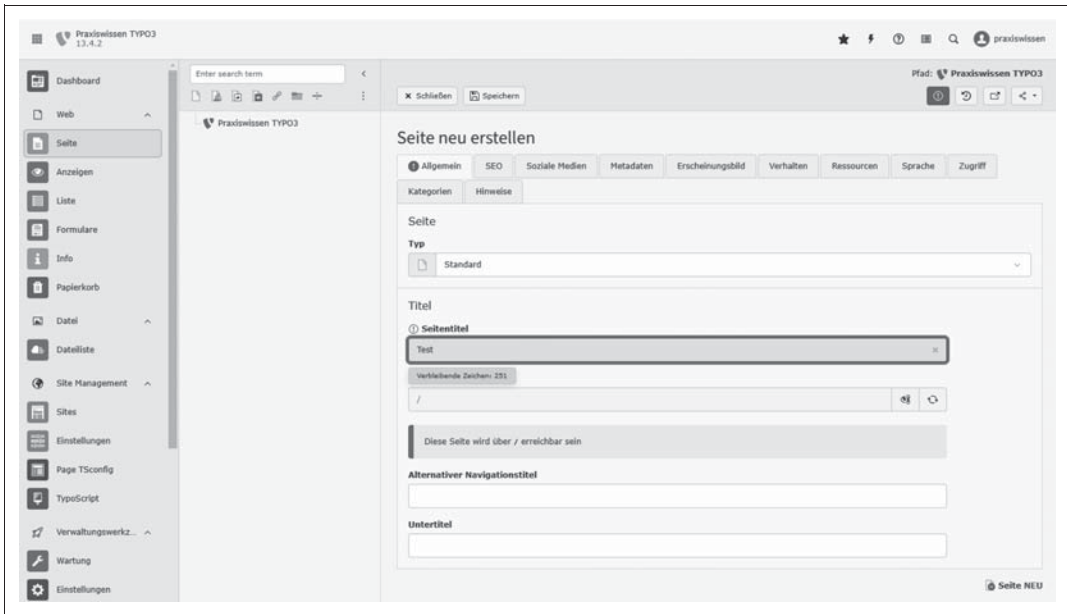 Praxiswissen TYPO3
13.4.2
praxiswissen
Dashboard
Web
Seite
Anzeigen
Liste
Formulare
Info
Papierkorb
Datei
Dateiliste
Site Management
Sites
Einstellungen
Page TSconfig
TypoScript
Verwaltungswerkz...
Wartung
Einstellungen
Enter search term
Praxiswissen TYPO3
Pfad: Praxiswissen TYPO3
Schließen Speichern
Seite neu erstellen
Allgemein SEO Soziale Medien Metadaten Erscheinungsbild Verhalten Ressourcen Sprache Zugriff
Kategorien Hinweise
Seite
Typ
Standard
Titel
Seitentitel
Test
Verbleibende Zeichen: 251
/
Diese Seite wird über / erreichbar sein
Alternativer Navigationstitel
Untertitel
Seite NEU